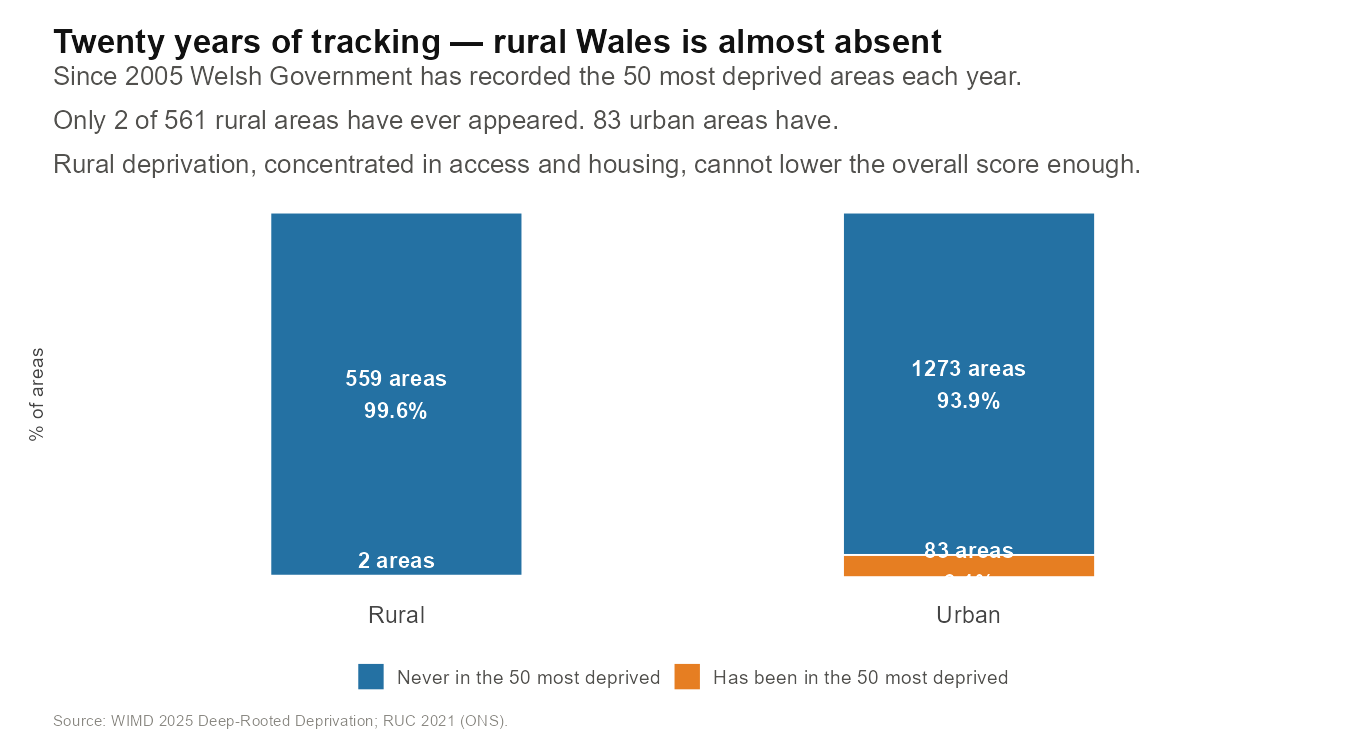 Twenty years of tracking — rural Wales is almost absent
Since 2005 Welsh Government has recorded the 50 most deprived areas each year.
Only 2 of 561 rural areas have ever appeared. 83 urban areas have.
Rural deprivation, concentrated in access and housing, cannot lower the overall score enough.
% of areas
559 areas
99.6%
2 areas
1273 areas
93.9%
83 areas
Rural
Urban
Never in the 50 most deprived
Has been in the 50 most deprived
Source: WIMD 2025 Deep-Rooted Deprivation; RUC 2021 (ONS).